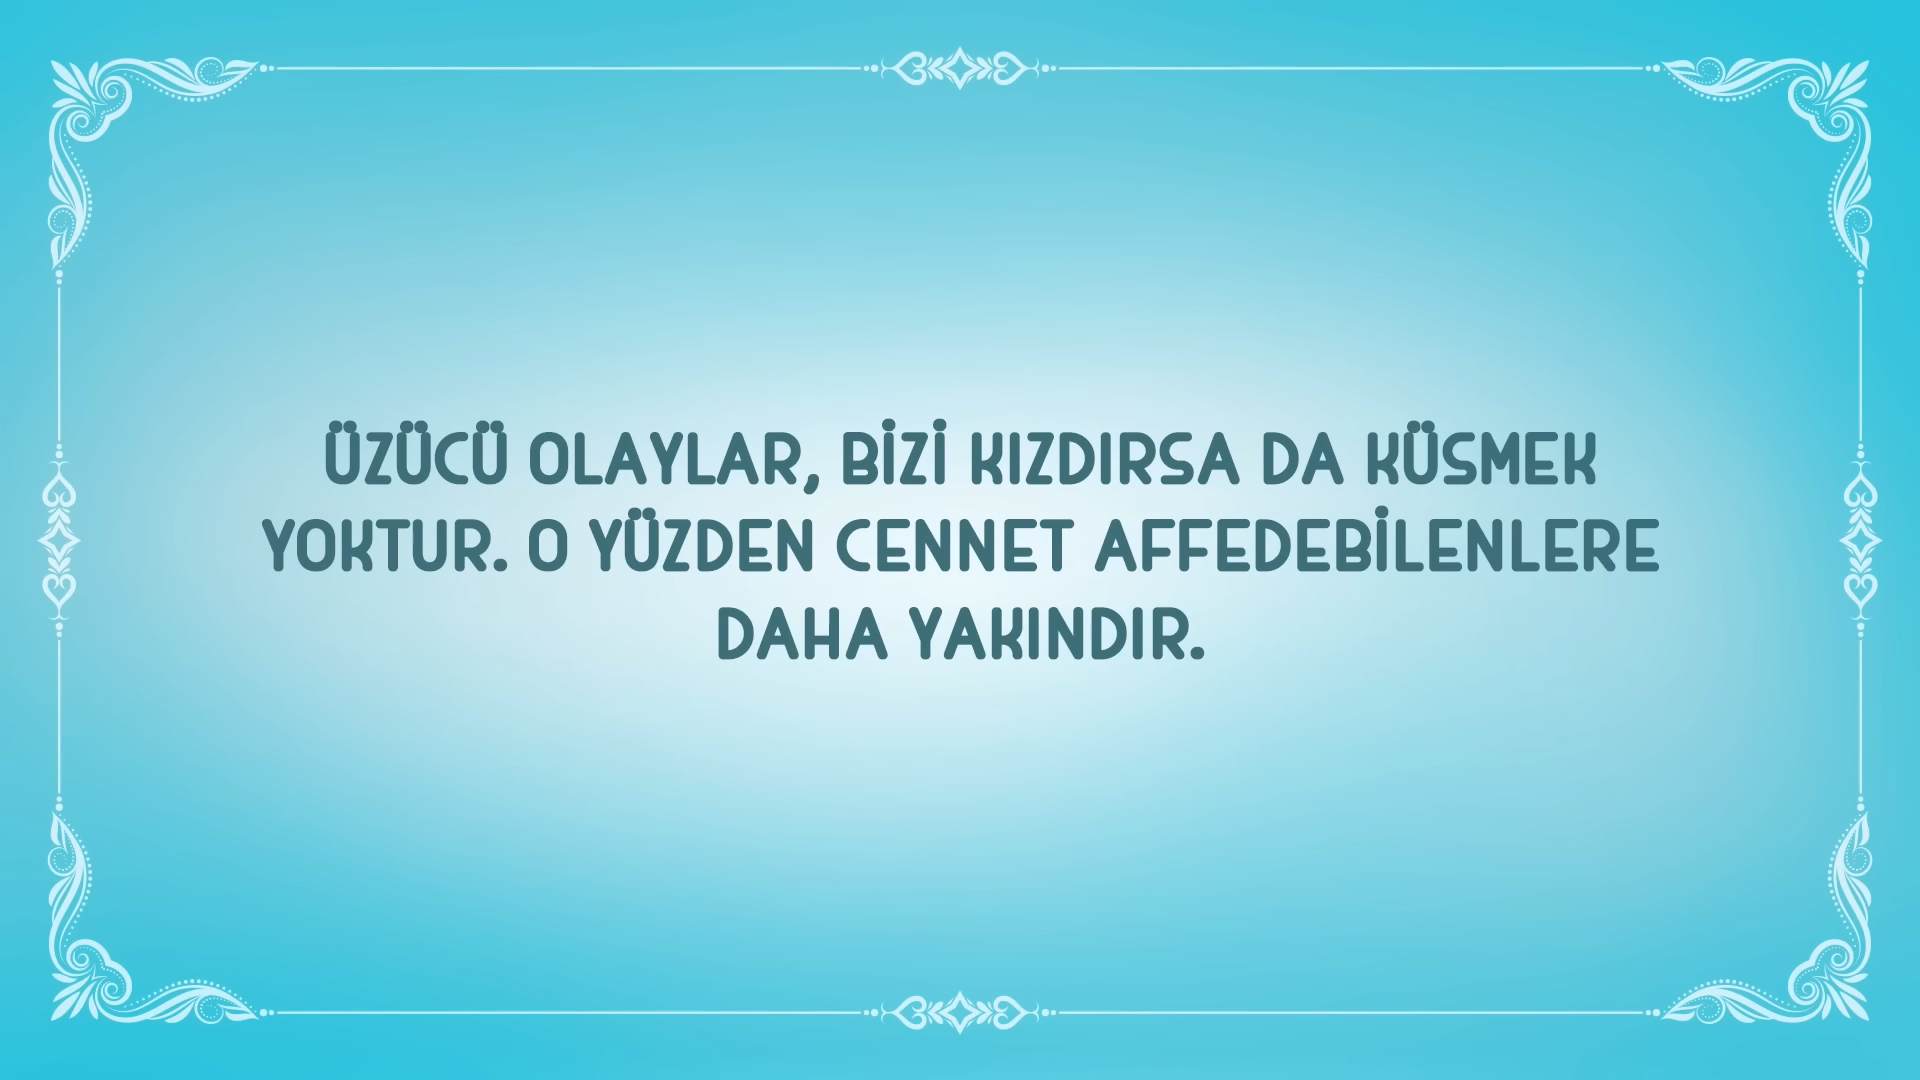 ÜZÜCÜ OLAYLAR, BİZİ KIZDIRSA DA KÜSMEK
YOKTUR. O YÜZDEN CENNET AFFEDEBİLENLERE
DAHA YAKINDIR.